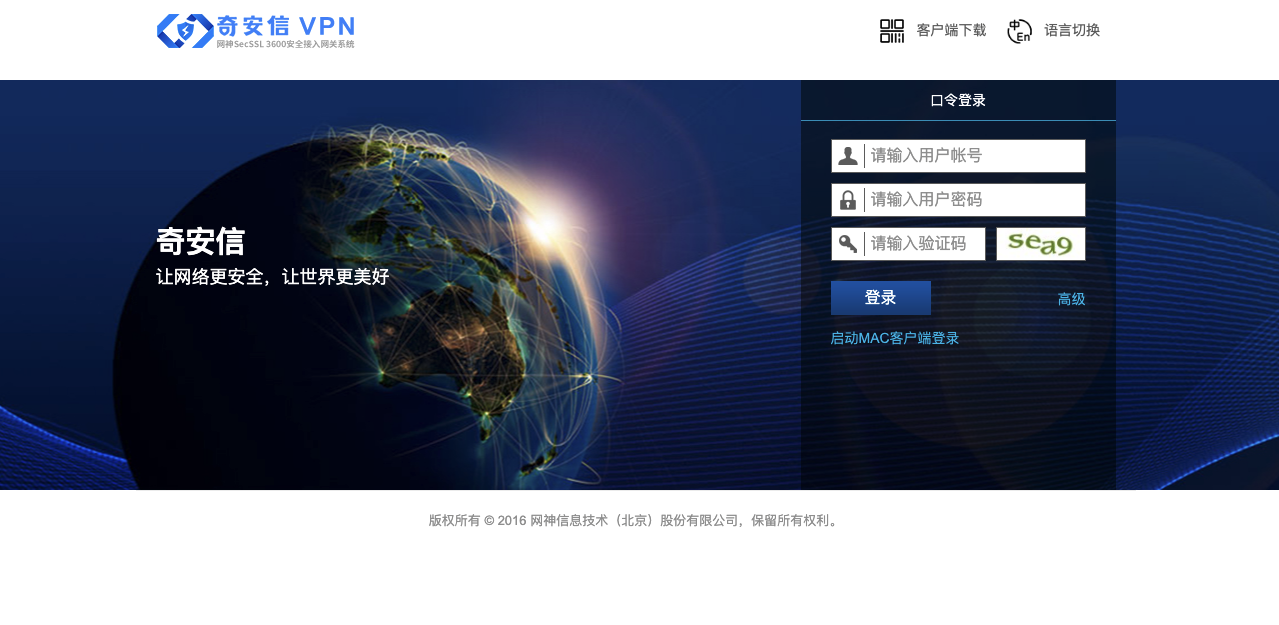 奇安信 VPN
网神SecSSL 3600安全接入网关系统
客户端下载
语言切换
中
En
奇安信
让网络更安全，让世界更美好
口令登录
请输入用户帐号
请输入用户密码
请输入验证码
sea9
登录
高级
启动MAC客户端登录
版权所有 © 2016 网神信息技术（北京）股份有限公司，保留所有权利。